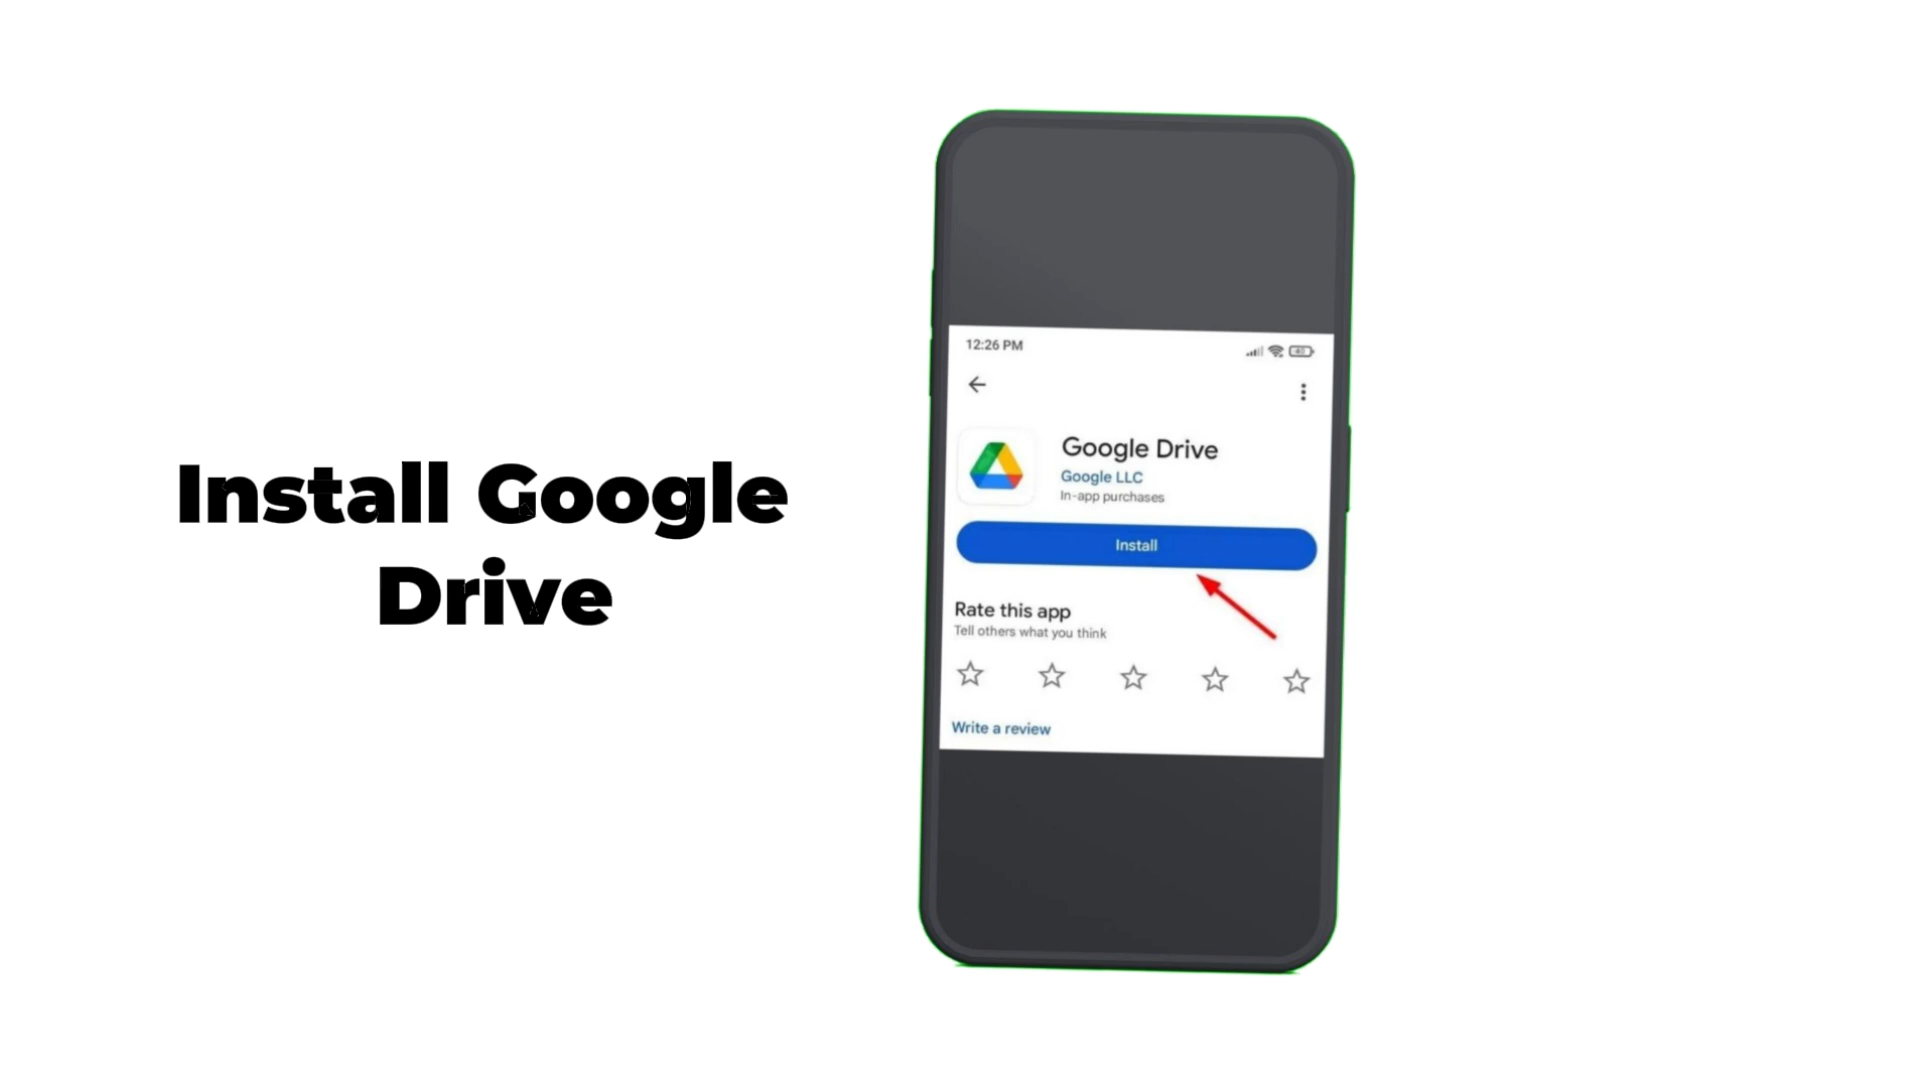 Install Google
Drive
12:26 PM
40
Google Drive
Google LLC
In-app purchases
Install
Rate this app
Tell others what you think
Write a review